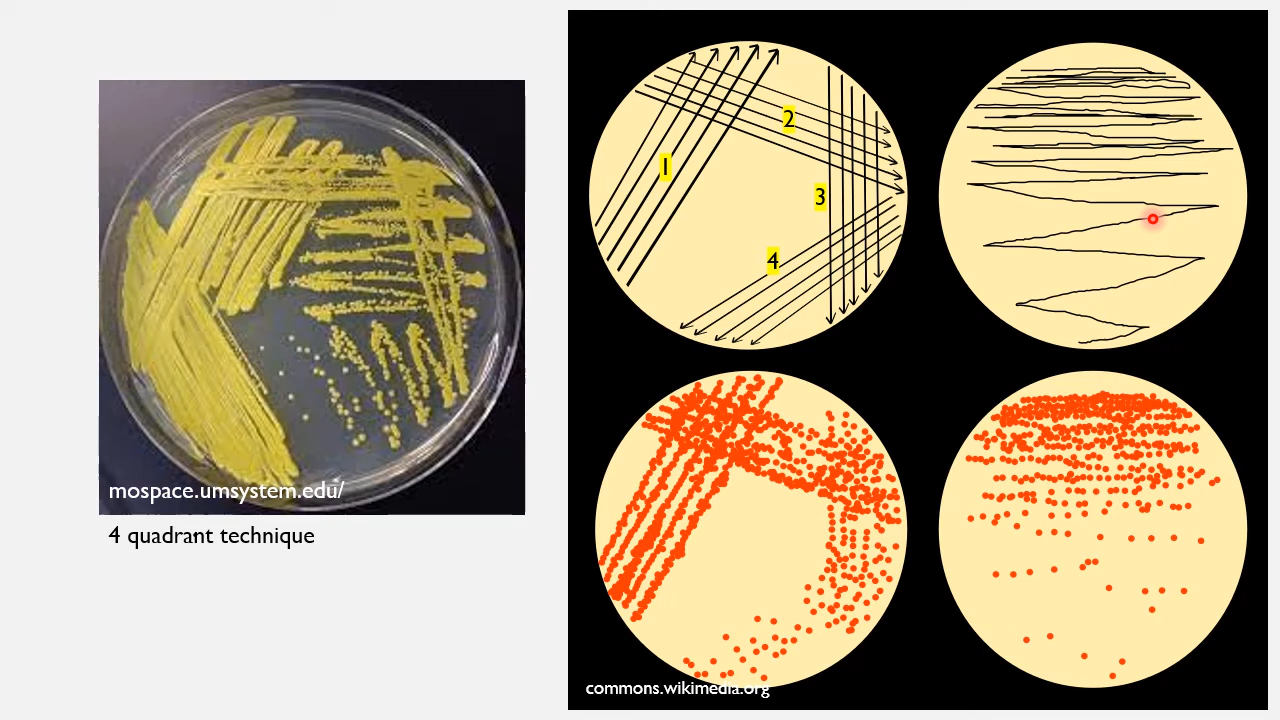 mospace.umsystem.edu/
4 quadrant technique
1
2
3
4
commons.wikimedia.org